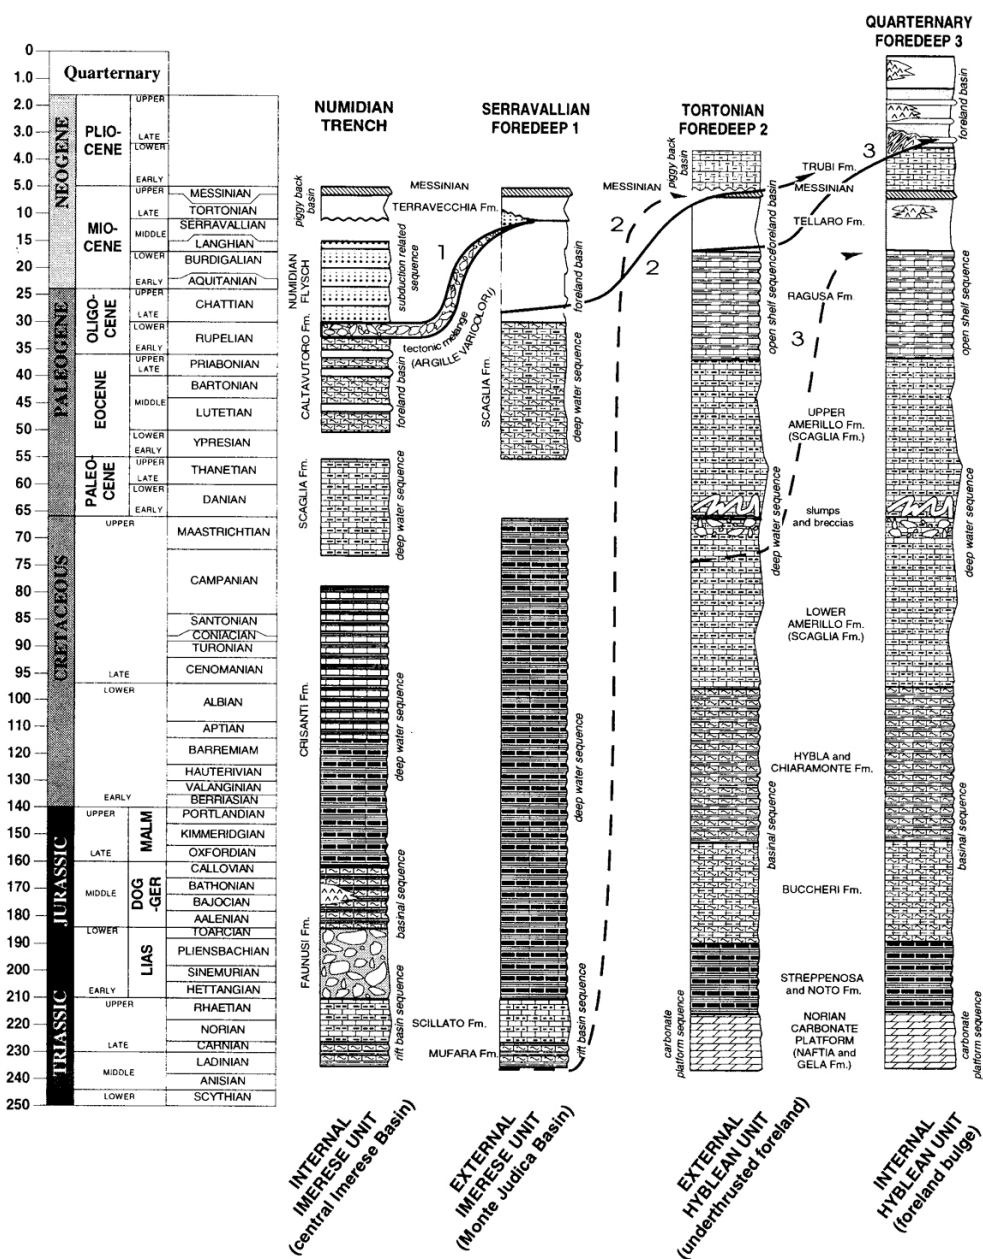 QUARTERNARY
FOREDEEP 3
NUMIDIAN
TRENCH
SERRAVALLIAN
FOREDEEP 1
TORTONIAN
FOREDEEP 2
0
1.0
2.0
3.0
4.0
5.0
10
15
20
24
30
35
40
45
50
55
60
65
70
75
80
85
90
95
100
110
120
130
140
150
160
170
180
190
200
210
220
230
240
250
Quarternary
NEOGENE
PALEOGENE
CRETACEOUS
JURASSIC
TRIASSIC
PLIO-
CENE
MIO-
CENE
OLIGO-
CENE
EOCENE
PALEO-
CENE
MALM
DOG
-GER
LIAS
UPPER
LATE
LOWER
EARLY
UPPER
LATE
MIDDLE
LOWER
EARLY
UPPER
LATE
LOWER
EARLY
UPPER
LATE
MIDDLE
LOWER
EARLY
UPPER
LATE
LOWER
EARLY
UPPER
LATE
LOWER
EARLY
UPPER
LATE
MIDDLE
LOWER
EARLY
UPPER
LATE
MIDDLE
LOWER
MESSINIAN
TORTONIAN
SERRAVALLIAN
LANGHIAN
BURDIGALIAN
AQUITANIAN
CHATTIAN
RUPELIAN
PRIABONIAN
BARTONIAN
LUTETIAN
YPRESIAN
THANETIAN
DANIAN
MAASTRICHTIAN
CAMPANIAN
SANTONIAN
CONIACIAN
TURONIAN
CENOMANIAN
ALBIAN
APTIAN
BARREMIAM
HAUTERIVIAN
VALANGINIAN
BERRIASIAN
PORTLANDIAN
KIMMERIDGIAN
OXFORDIAN
CALLOVIAN
BATHONIAN
BAJOCIAN
AALENIAN
TOARCIAN
PLIENSBACHIAN
SINEMURIAN
HETTANGIAN
RHAETIAN
NORIAN
CARNIAN
LADINIAN
ANISIAN
SCYTHIAN
piggy back
basin
NUMIDIAN
FLYSCH
CALTAVUTORO Fm.
SCAGLIA Fm.
CRISANTI Fm.
FAUNUSI Fm.
MESSINIAN
TERRAVECCHIA Fm.
subduction related
sequence
foreland basin
deep water sequence
deep water sequence
basinal sequence
rift basin sequence
1
tectonic mélange
(ARGILLE VARICOLORI)
SCAGLIA Fm.
SCILLATO Fm.
MUFARA Fm.
foreland basin
deep water sequence
deep water sequence
rift basin sequence
MESSINIAN
2
2
piggy back
basin
carbonate
platform sequence
foreland basin
open shelf sequence
deep water sequence
basinal sequence
TRUBI Fm.
MESSINIAN
TELLARO Fm.
3
RAGUSA Fm.
3
UPPER
AMERILLO Fm.
(SCAGLIA Fm.)
slumps
and breccias
LOWER
AMERILLO Fm.
(SCAGLIA Fm.)
HYBLA and
CHIARAMONTE Fm.
BUCCHERI Fm.
STREPPENOSA
and NOTO Fm.
NORIAN
CARBONATE
PLATFORM
(NAFTIA and
GELA Fm.)
foreland basin
open shelf sequence
deep water sequence
basinal sequence
carbonate
platform sequence
INTERNAL
IMERESE UNIT
(central Imerese Basin)
EXTERNAL
IMERESE UNIT
(Monte Judica Basin)
EXTERNAL
HYBLEAN UNIT
(underthrusted foreland)
INTERNAL
HYBLEAN UNIT
(foreland bulge)